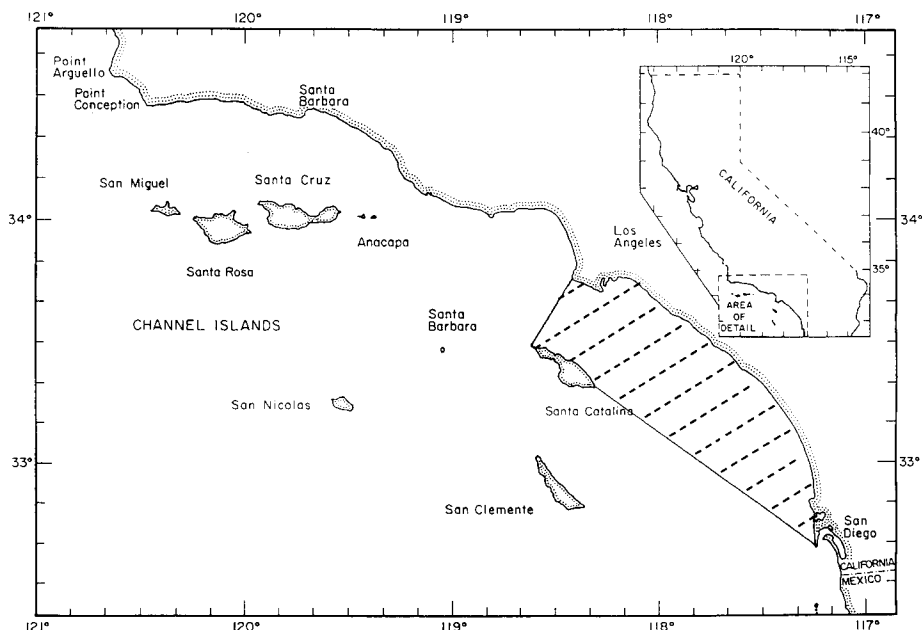 121°
120°
119°
118°
117°
Point
Arguello
Point
Conception
Santa
Barbara
San Miguel
Santa Cruz
Anacapa
Santa Rosa
34°
34°
Los
Angeles
120°
115°
40°
CALIFORNIA
35°
AREA
OF
DETAIL
CHANNEL ISLANDS
Santa
Barbara
San Nicolas
Santa Catalina
33°
33°
San Clemente
San
Diego
CALIFORNIA
MEXICO
121°
120°
119°
118°
117°